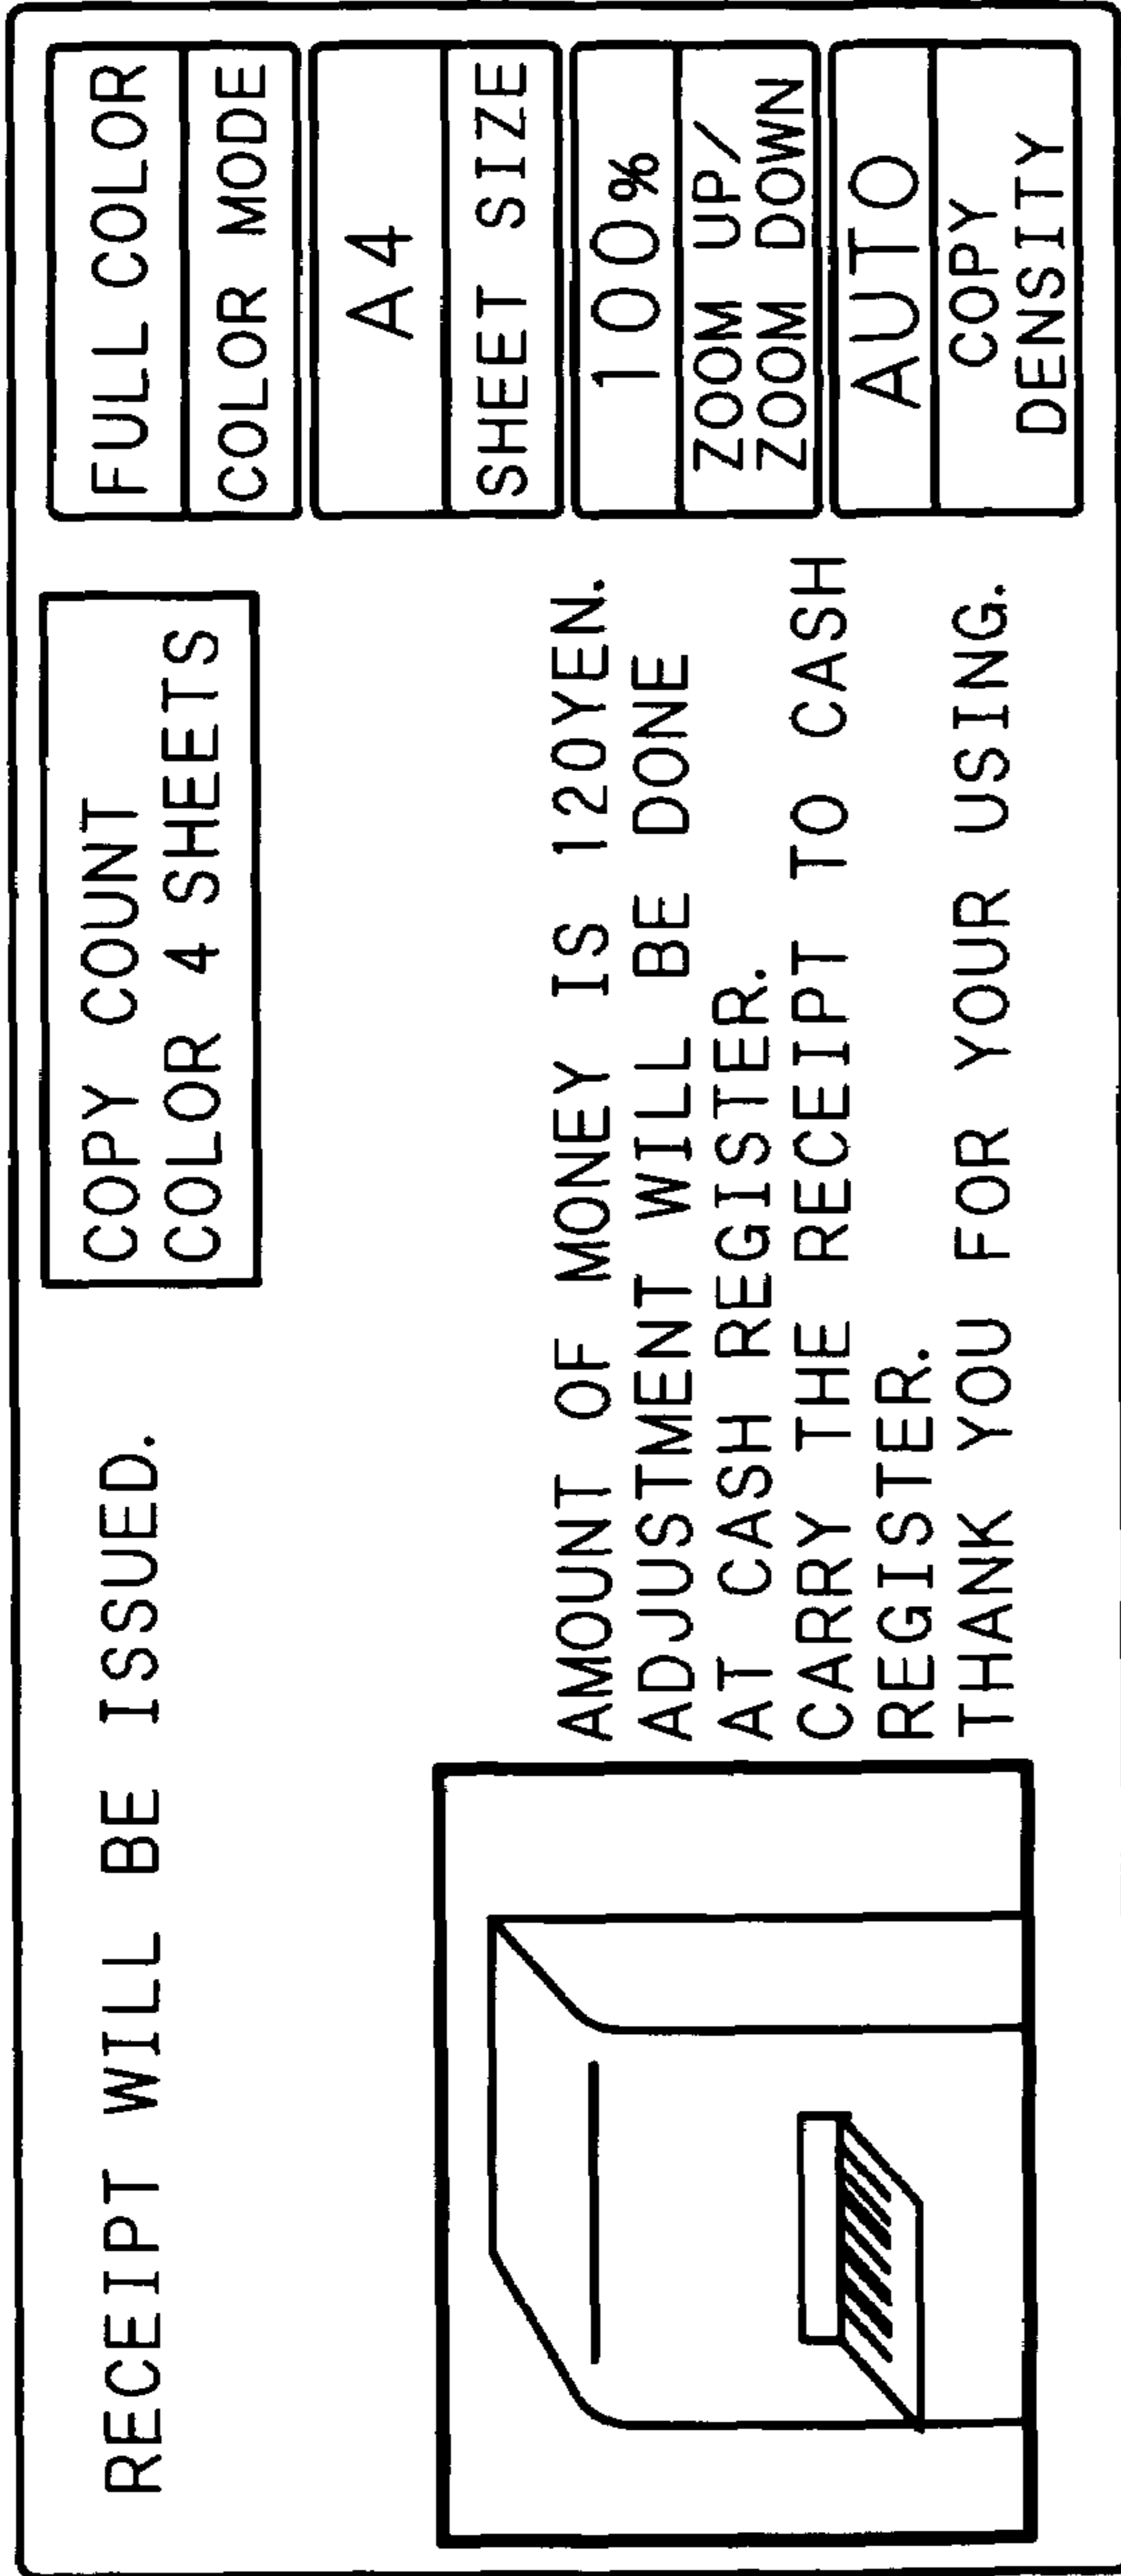 RECEIPT WILL BE ISSUED.
COPY COUNT
COLOR 4 SHEETS
AMOUNT OF MONEY IS 120YEN.
ADJUSTMENT WILL BE DONE
AT CASH REGISTER.
CARRY THE RECEIPT TO CASH
REGISTER.
THANK YOU FOR YOUR USING.
FULL COLOR
COLOR MODE
A4
SHEET SIZE
100%
ZOOM UP/
ZOOM DOWN
AUTO
COPY
DENSITY